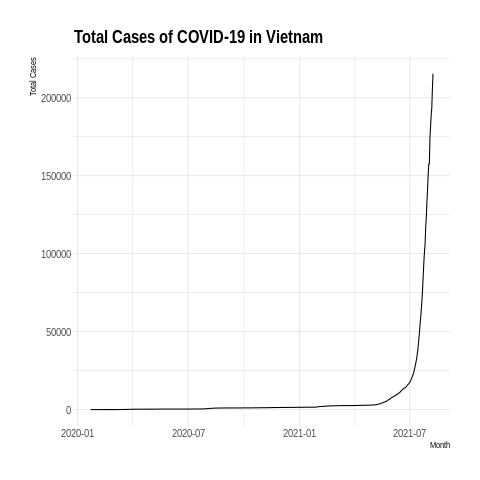 Total Cases of COVID-19 in Vietnam
Total Cases
200000
150000
100000
50000
0
2020-01 2020-07 2021-01 2021-07
Month